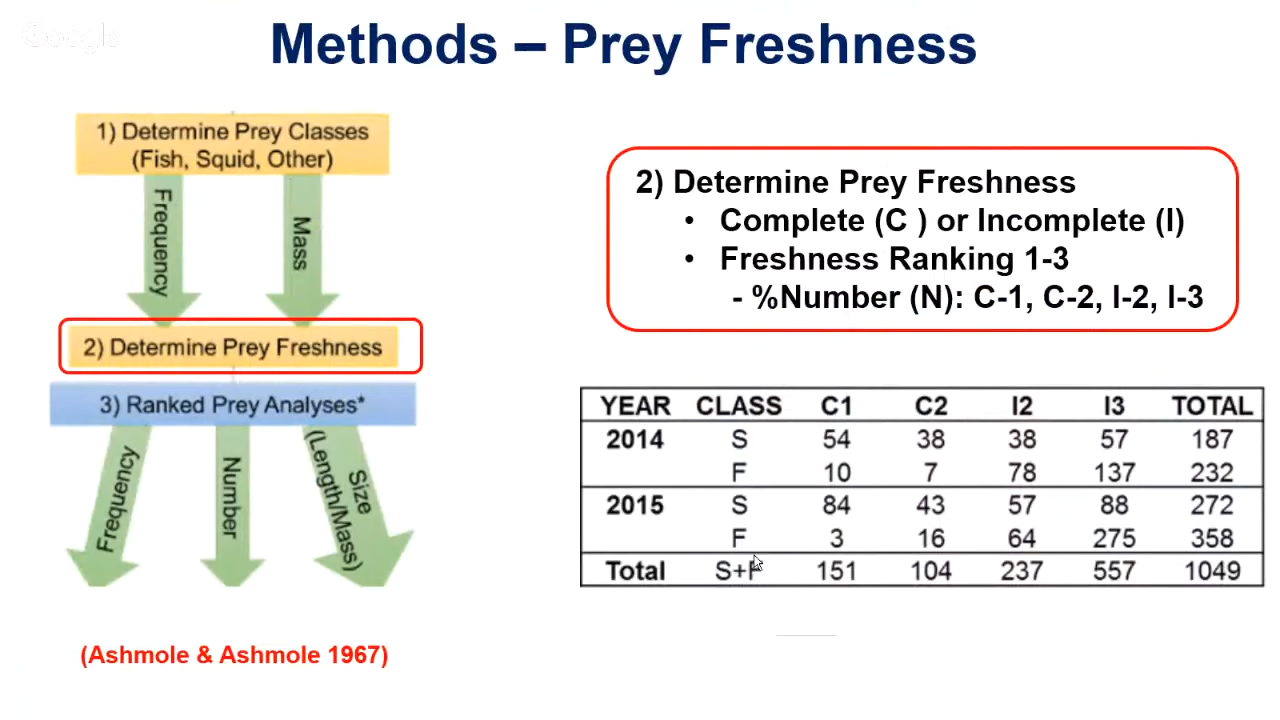 Google
Methods – Prey Freshness
1) Determine Prey Classes
(Fish, Squid, Other)
Frequency
Mass
2) Determine Prey Freshness
3) Ranked Prey Analyses*
Frequency
Number
Size
(Length/Mass)
(Ashmole & Ashmole 1967)
2) Determine Prey Freshness
• Complete (C ) or Incomplete (I)
• Freshness Ranking 1-3
- %Number (N): C-1, C-2, I-2, I-3
YEAR CLASS C1 C2 I2 I3 TOTAL
2014 S 54 38 38 57 187
F 10 7 78 137 232
2015 S 84 43 57 88 272
F 3 16 64 275 358
Total S+F 151 104 237 557 1049